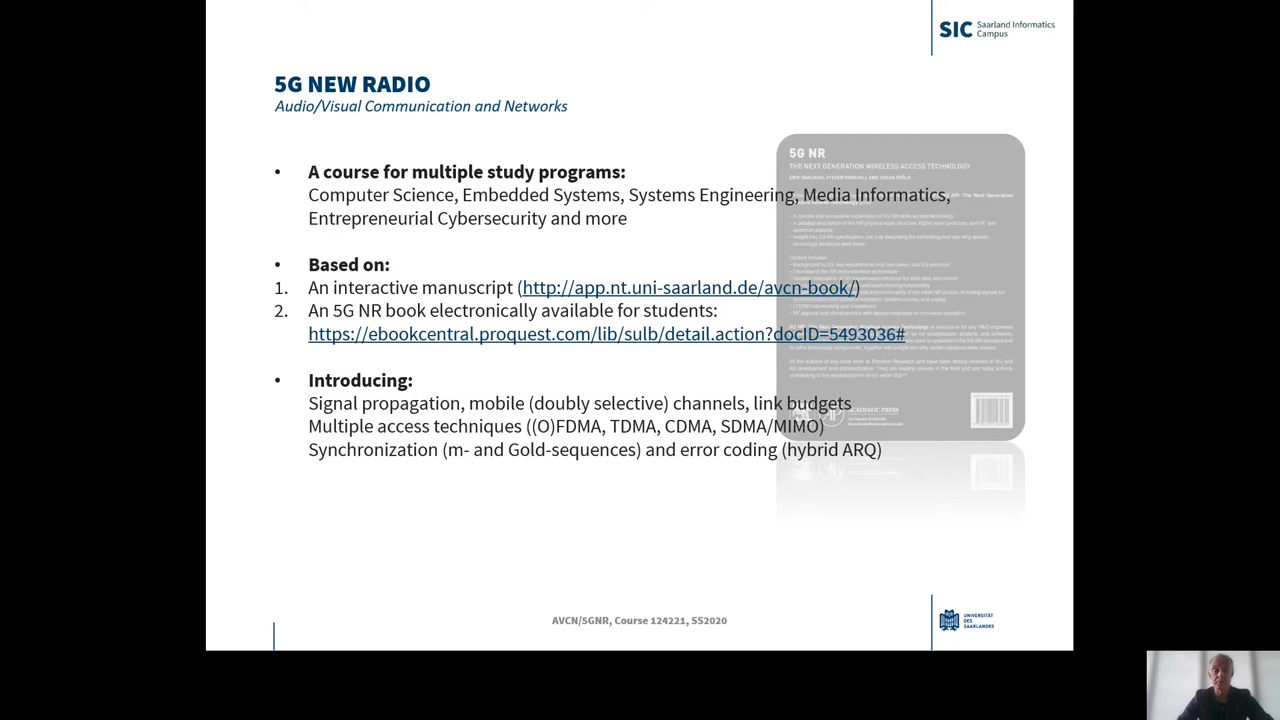 SIC Saarland Informatics
Campus
5G NEW RADIO
Audio/Visual Communication and Networks
• A course for multiple study programs:
Computer Science, Embedded Systems, Systems Engineering, Media Informatics,
Entrepreneurial Cybersecurity and more
• Based on:
1. An interactive manuscript (http://app.nt.uni-saarland.de/avcn-book/)
2. An 5G NR book electronically available for students:
https://ebookcentral.proquest.com/lib/sulb/detail.action?docID=5493036#
• Introducing:
Signal propagation, mobile (doubly selective) channels, link budgets
Multiple access techniques ((O)FDMA, TDMA, CDMA, SDMA/MIMO)
Synchronization (m- and Gold-sequences) and error coding (hybrid ARQ)
5G NR
THE NEXT GENERATION WIRELESS ACCESS TECHNOLOGY
ACADEMIC PRESS
AVCN/5GNR, Course 124221, SS2020
UNIVERSITÄT
DES
SAARLANDES